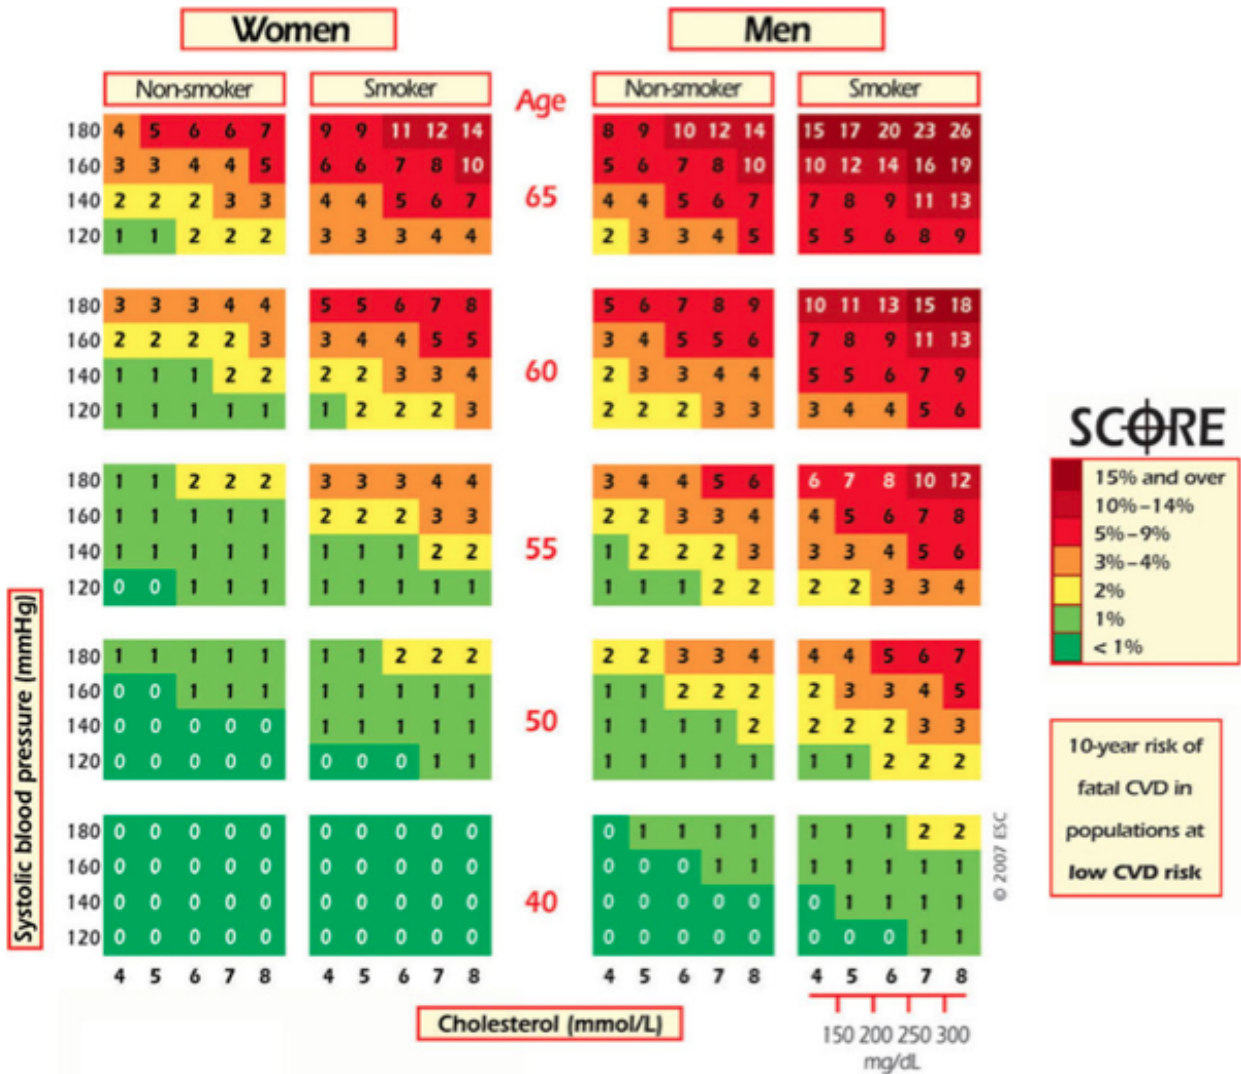 Women Men
Non-smoker Smoker Age Non-smoker Smoker
180 4 5 6 6 7 9 9 11 12 14 8 9 10 12 14 15 17 20 23 26
160 3 3 4 4 5 6 6 7 8 10 5 6 7 8 10 10 12 14 16 19
65
140 2 2 2 3 3 4 4 5 6 7 4 4 5 6 7 7 8 9 11 13
120 1 1 2 2 2 3 3 3 4 4 2 3 3 4 5 5 5 6 8 9
180 3 3 3 4 4 5 5 6 7 8 5 6 7 8 9 10 11 13 15 18
160 2 2 2 2 3 3 4 4 5 5 3 4 5 5 6 7 8 9 11 13
60
140 1 1 1 2 2 2 2 3 3 4 2 3 3 4 4 5 5 6 7 9
120 1 1 1 1 1 1 2 2 2 3 2 2 2 3 3 3 4 4 5 6
180 1 1 2 2 2 3 3 3 4 4 3 4 4 5 6 6 7 8 10 12
160 1 1 1 1 1 2 2 2 3 3 2 2 3 3 4 4 5 6 7 8
55
140 1 1 1 1 1 1 1 1 2 2 1 2 2 2 3 3 3 4 5 6
120 0 0 1 1 1 1 1 1 1 1 1 1 1 2 2 2 2 3 3 4
180 1 1 1 1 1 1 1 2 2 2 2 2 3 3 4 4 4 5 6 7
160 0 0 1 1 1 1 1 1 1 1 1 1 2 2 2 2 3 3 4 5
50
140 0 0 0 0 0 1 1 1 1 1 1 1 1 1 2 2 2 2 3 3
120 0 0 0 0 0 0 0 0 1 1 1 1 1 1 1 1 1 2 2 2
180 0 0 0 0 0 0 0 0 0 0 0 1 1 1 1 1 1 1 2 2
160 0 0 0 0 0 0 0 0 0 0 0 0 0 1 1 1 1 1 1 1
40
140 0 0 0 0 0 0 0 0 0 0 0 0 0 0 0 0 1 1 1 1
120 0 0 0 0 0 0 0 0 0 0 0 0 0 0 0 0 0 0 1 1
4 5 6 7 8 4 5 6 7 8 4 5 6 7 8 4 5 6 7 8
Systolic blood pressure (mmHg)
Cholesterol (mmol/L)
150 200 250 300
mg/dL
© 2007 ESC
SCORE
15% and over
10%–14%
5%–9%
3%–4%
2%
1%
< 1%
10-year risk of
fatal CVD in
populations at
low CVD risk